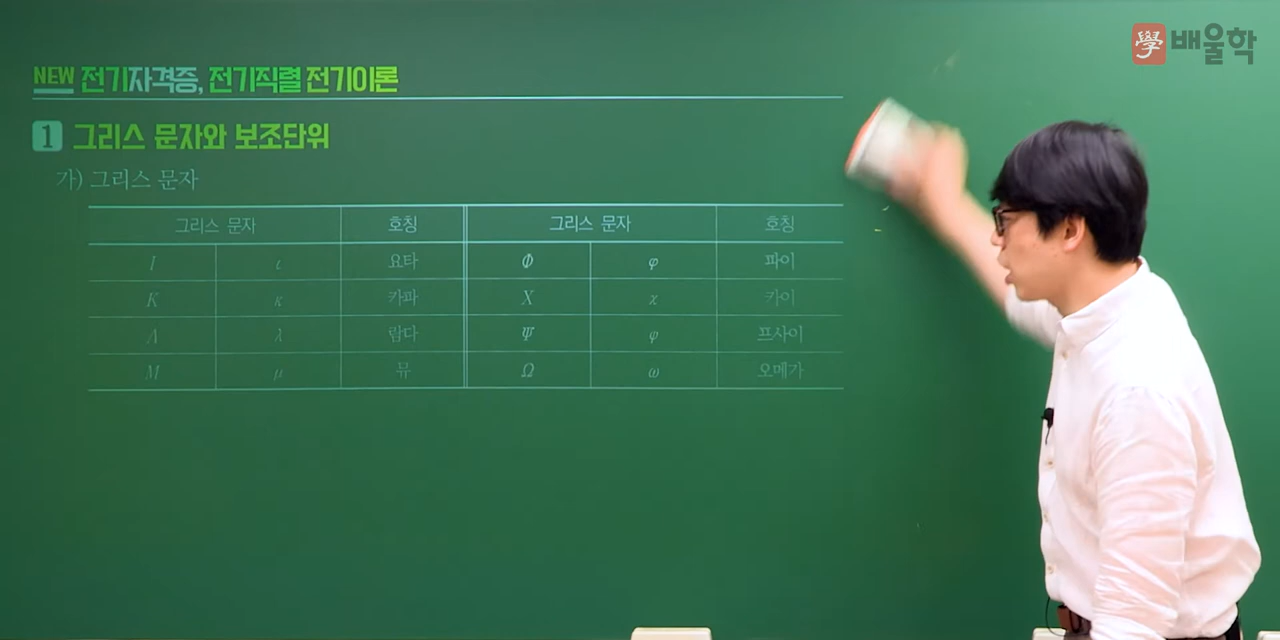 學 배울학
NEW 전기자격증, 전기직렬 전기이론
1 그리스 문자와 보조단위
가) 그리스 문자
그리스 문자 호칭 그리스 문자 호칭
I ι 요타 Φ φ 파이
K κ 카파 X χ 카이
Λ λ 람다 Ψ φ 프사이
M μ 뮤 Ω ω 오메가